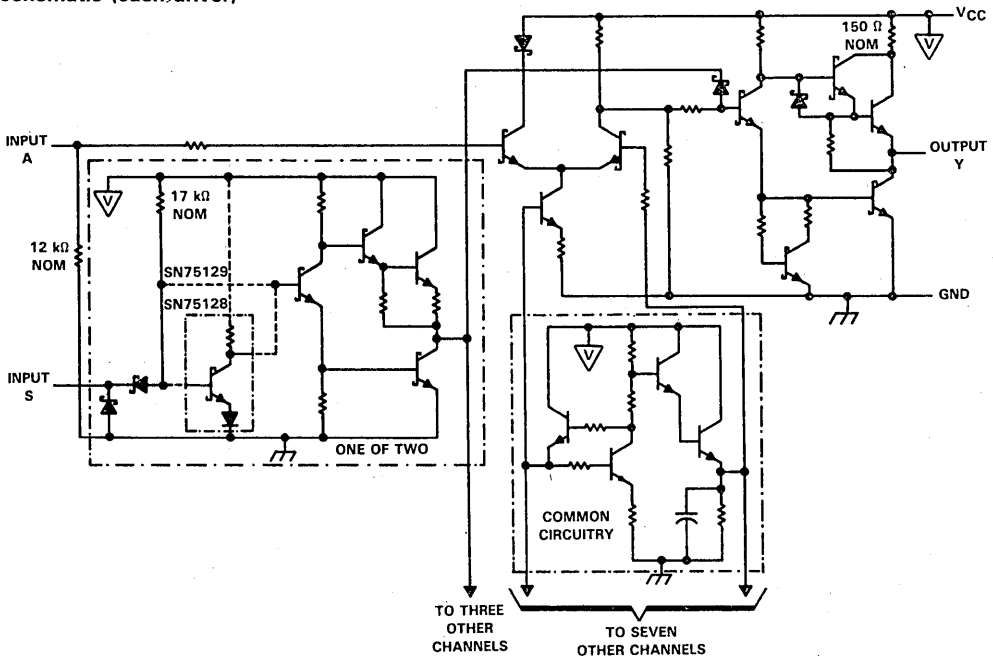 schematic (each driver)
VCC
150 Ω
NOM
V
INPUT
A
OUTPUT
Y
V
17 kΩ
NOM
12 kΩ
NOM
SN75129
SN75128
GND
INPUT
S
V
ONE OF TWO
COMMON
CIRCUITRY
TO THREE
OTHER
CHANNELS
TO SEVEN
OTHER CHANNELS